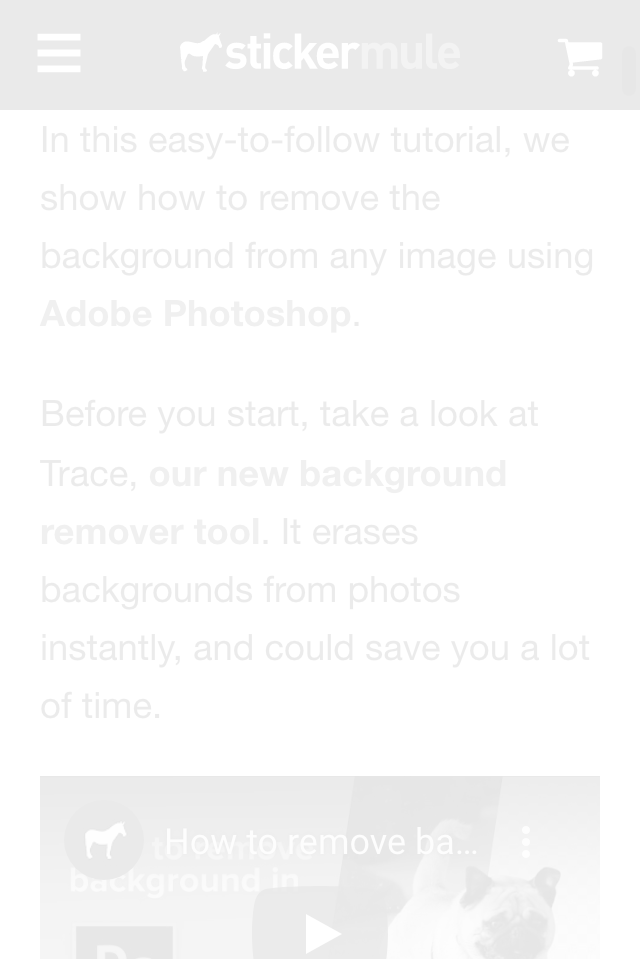 stickermule
In this easy-to-follow tutorial, we
show how to remove the
background from any image using
Adobe Photoshop.
Before you start, take a look at
Trace, our new background
remover tool. It erases
backgrounds from photos
instantly, and could save you a lot
of time.
How to remove ba...
to remove
background in
Ps